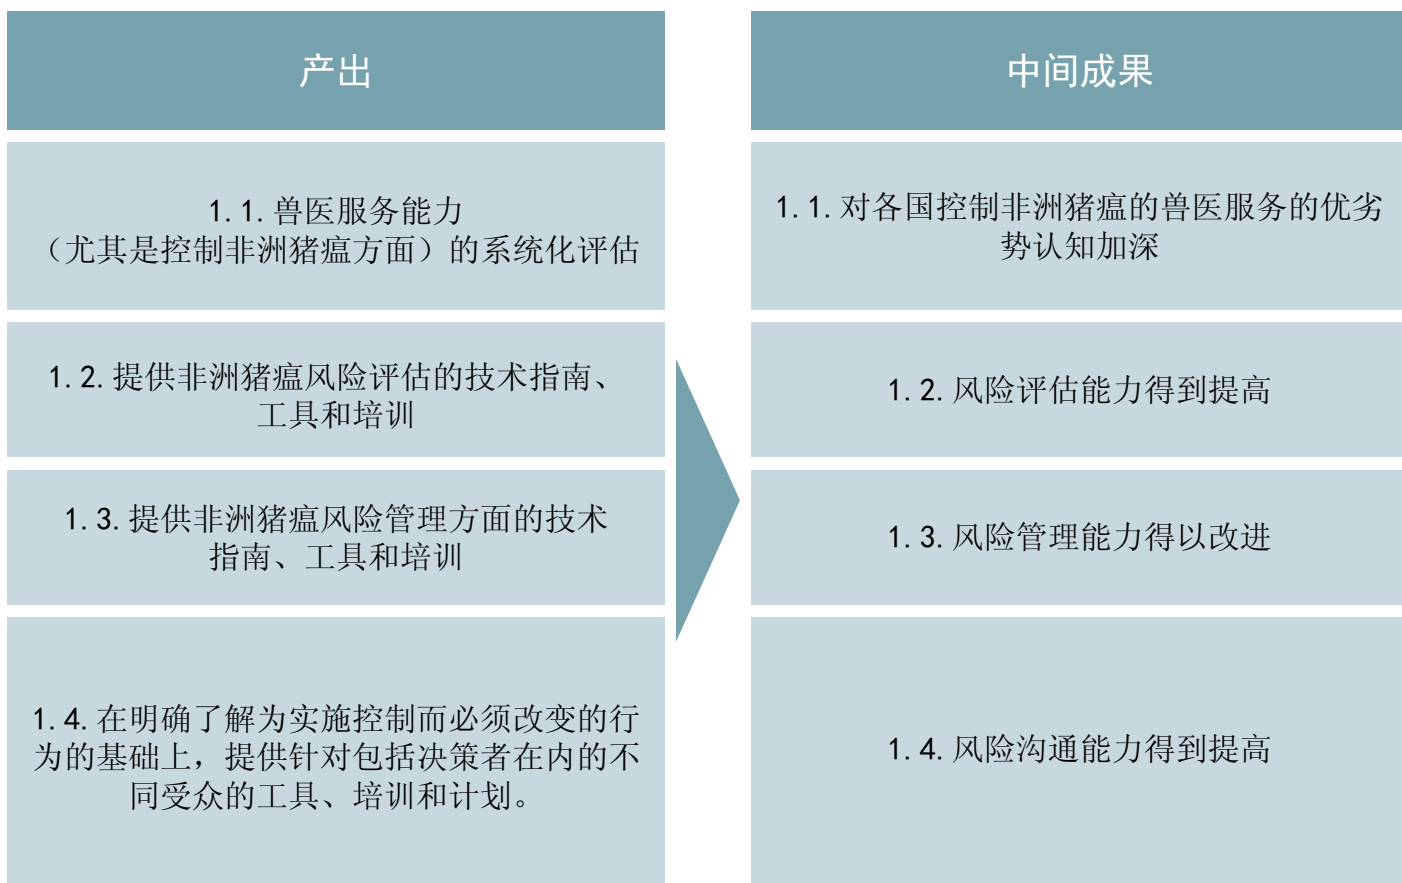 产出
中间成果
1.1.兽医服务能力
（尤其是控制非洲猪瘟方面）的系统化评估
1.1.对各国控制非洲猪瘟的兽医服务的优劣
势认知加深
1.2.提供非洲猪瘟风险评估的技术指南、
工具和培训
1.2.风险评估能力得到提高
1.3.提供非洲猪瘟风险管理方面的技术
指南、工具和培训
1.3.风险管理能力得以改进
1.4.在明确了解为实施控制而必须改变的行
为的基础上，提供针对包括决策者在内的不
同受众的工具、培训和计划。
1.4.风险沟通能力得到提高